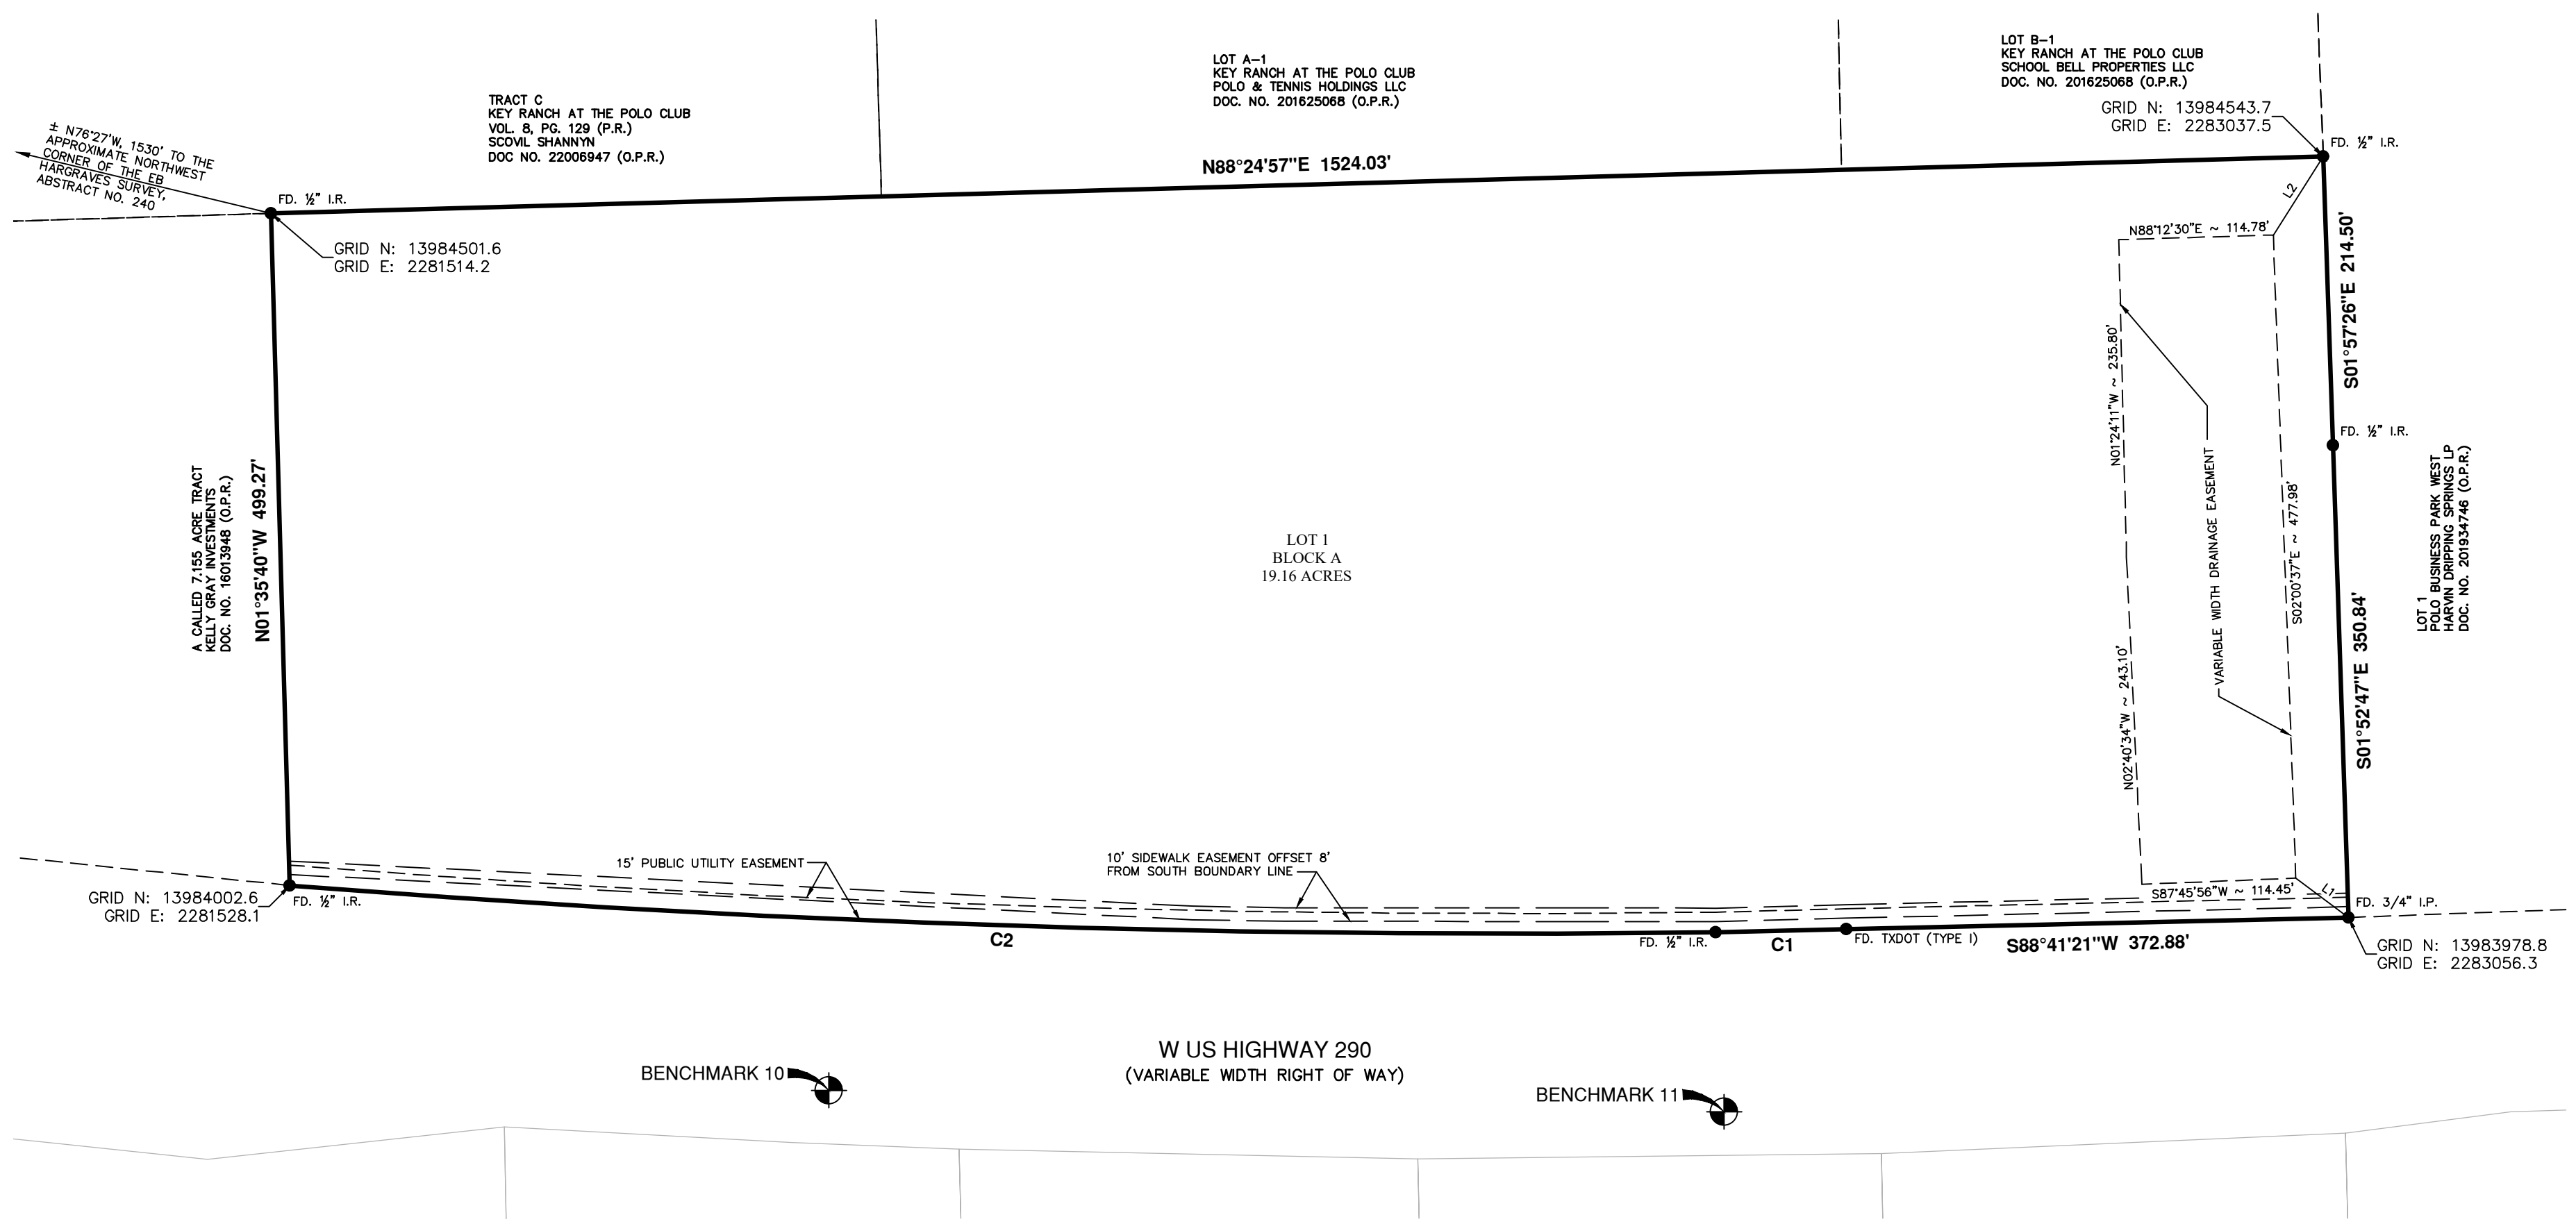 LOT B-1
KEY RANCH AT THE POLO CLUB
SCHOOL BELL PROPERTIES LLC
DOC. NO. 201625068 (O.P.R.)
LOT A-1
KEY RANCH AT THE POLO CLUB
POLO & TENNIS HOLDINGS LLC
DOC. NO. 201625068 (O.P.R.)
TRACT C
KEY RANCH AT THE POLO CLUB
VOL. 8, PG. 129 (P.R.)
SCOVIL SHANNYN
DOC NO. 22006947 (O.P.R.)
± N76°27'W, 1530' TO THE
APPROXIMATE NORTHWEST
CORNER OF THE EB
HARGRAVES SURVEY,
ABSTRACT NO. 240
GRID N: 13984543.7
GRID E: 2283037.5
FD. ½" I.R.
N88°24'57"E 1524.03'
FD. ½" I.R.
GRID N: 13984501.6
GRID E: 2281514.2
L2
N88°12'30"E ~ 114.78'
S01°57'26"E 214.50'
N01°24'11"W ~ 235.80'
FD. ½" I.R.
A CALLED 7.155 ACRE TRACT
KELLY GRAY INVESTMENTS
DOC. NO. 16013948 (O.P.R.)
N01°35'40"W 499.27'
LOT 1
BLOCK A
19.16 ACRES
VARIABLE WIDTH DRAINAGE EASEMENT
S02°00'37"E ~ 477.98'
LOT 1
POLO BUSINESS PARK WEST
HARVIN DRIPPING SPRINGS LP
DOC. NO. 201934746 (O.P.R.)
N02°40'34"W ~ 243.10'
S01°52'47"E 350.84'
15' PUBLIC UTILITY EASEMENT
10' SIDEWALK EASEMENT OFFSET 8'
FROM SOUTH BOUNDARY LINE
S87°45'56"W ~ 114.45'
L1
GRID N: 13984002.6
GRID E: 2281528.1
FD. ½" I.R.
FD. 3/4" I.P.
C2
FD. ½" I.R.
C1
FD. TXDOT (TYPE I)
S88°41'21"W 372.88'
GRID N: 13983978.8
GRID E: 2283056.3
W US HIGHWAY 290
(VARIABLE WIDTH RIGHT OF WAY)
BENCHMARK 10
BENCHMARK 11